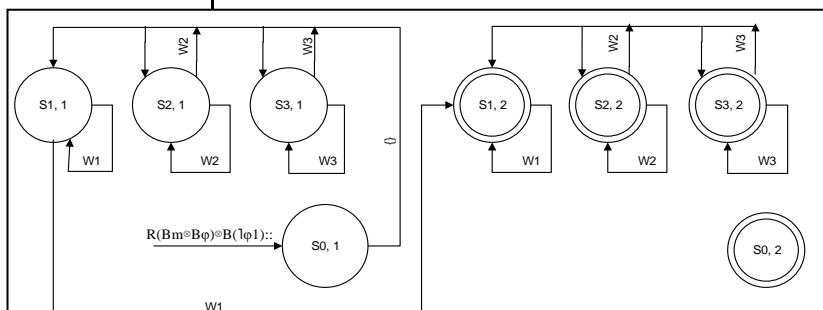 W2
W3
W2
W3
S1, 1
S2, 1
S3, 1
S1, 2
S2, 2
S3, 2
W1
W2
W3
{}
W1
W2
W3
R(Bm⊗Bφ)⊗B(⅂φ1)::
S0, 1
S0, 2
W1